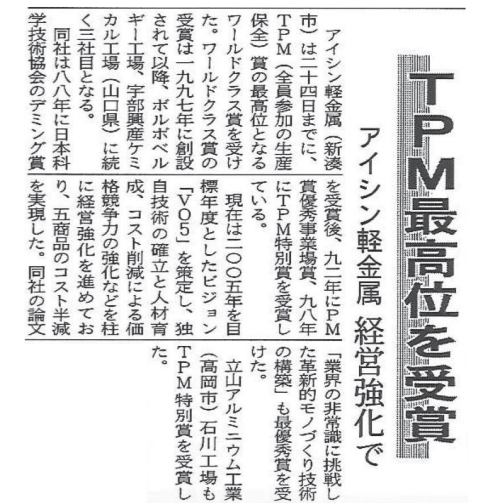 TPM最高位を受賞
アイシン軽金属 経営強化で
アイシン軽金属（新湊
市）は二十四日までに、
TPM（全員参加の生産
保全）賞の最高位となる
ワールドクラス賞を受け
た。ワールドクラス賞の
受賞は一九九七年に創設
されて以降、ボルボベル
ギー工場、宇部興産ケミ
カル工場（山口県）に続
く三社目となる。
同社は八八年に日本科
学技術協会のデミング賞
を受賞後、九二年にPM
賞優秀事業場賞、九八年
にTPM特別賞を受賞し
ている。
現在は二〇〇五年を目
標年度としたビジョン
「VO5」を策定し、独
自技術の確立と人材育
成、コスト削減による価
格競争力の強化などを柱
に経営強化を進めてお
り、五商品のコスト半減
を実現した。同社の論文
「業界の非常識に挑戦し
た革新的モノづくり技術
の構築」も最優秀賞を受
けた。
立山アルミニウム工業
（高岡市）石川工場も
TPM特別賞を受賞し
た。